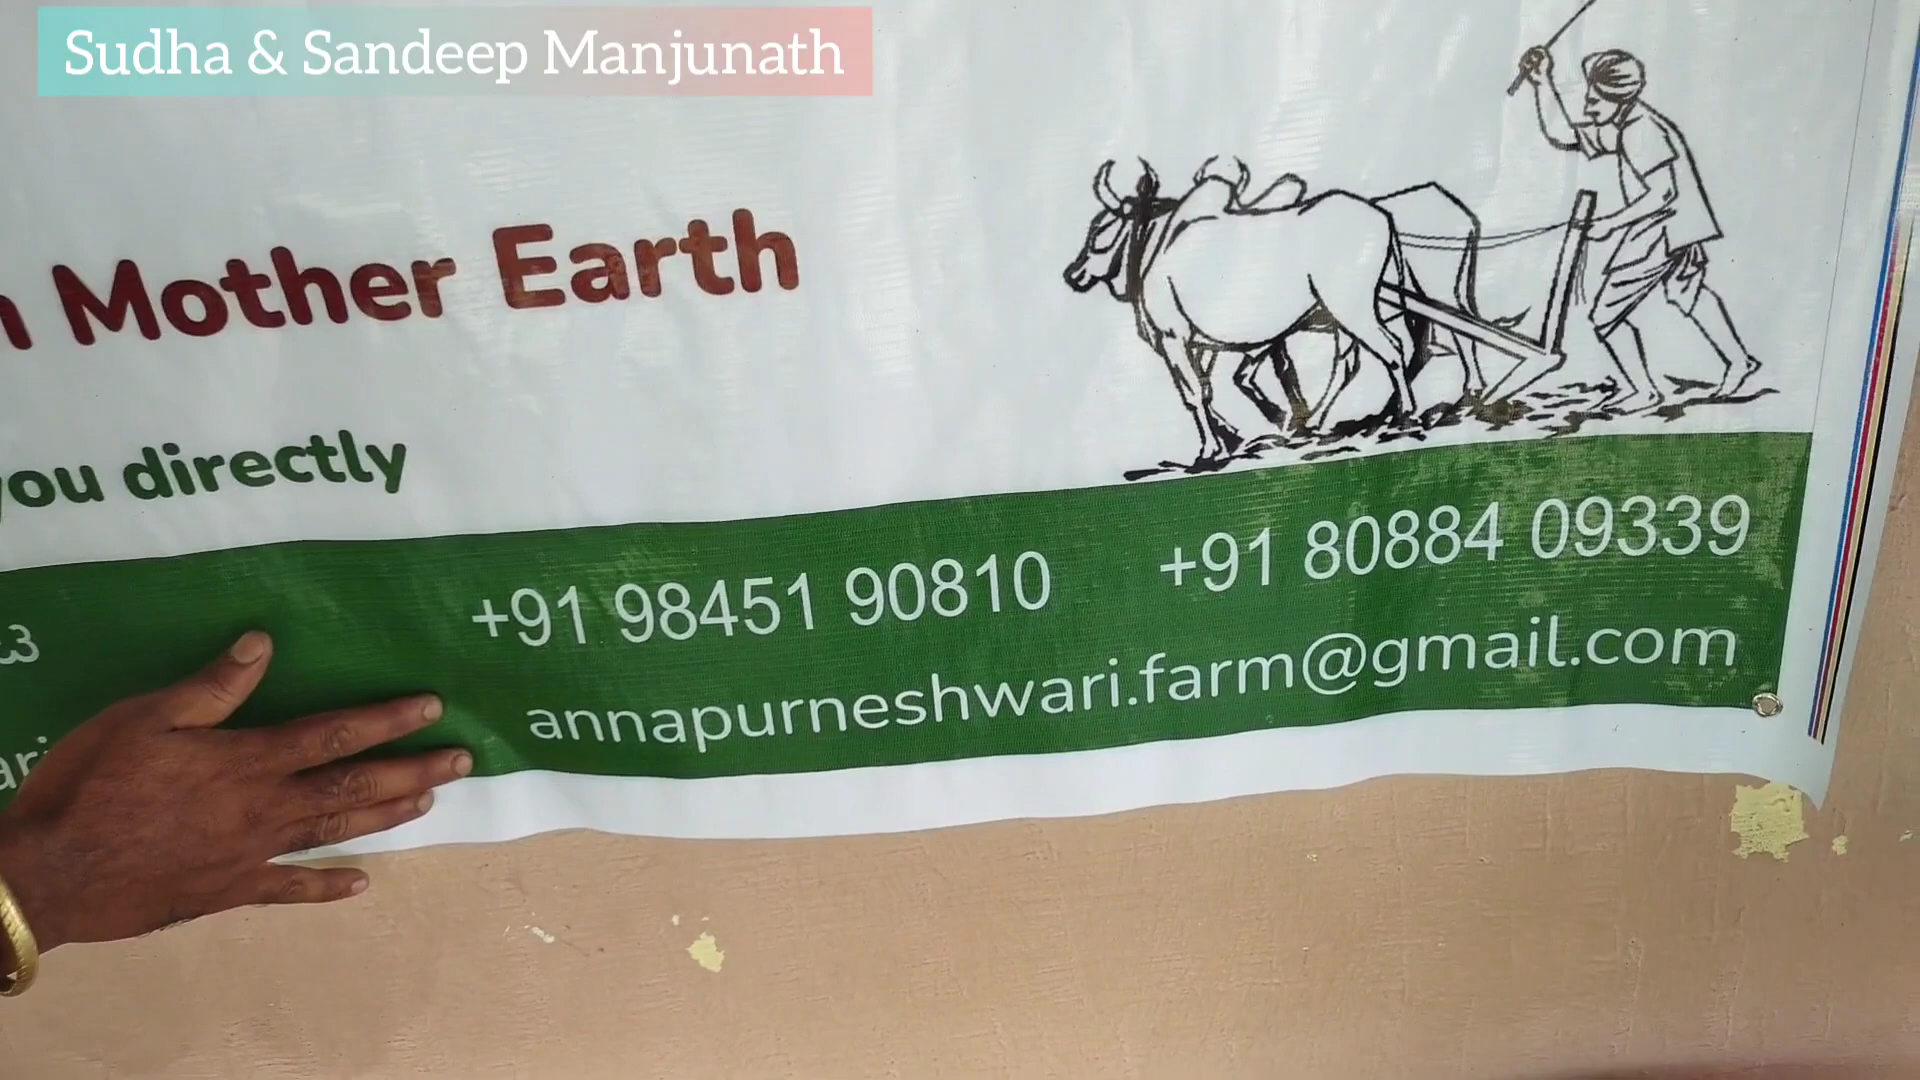 Sudha & Sandeep Manjunath
Mother Earth
you directly
+91 98451 90810 +91 80884 09339
annapurneshwari.farm@gmail.com